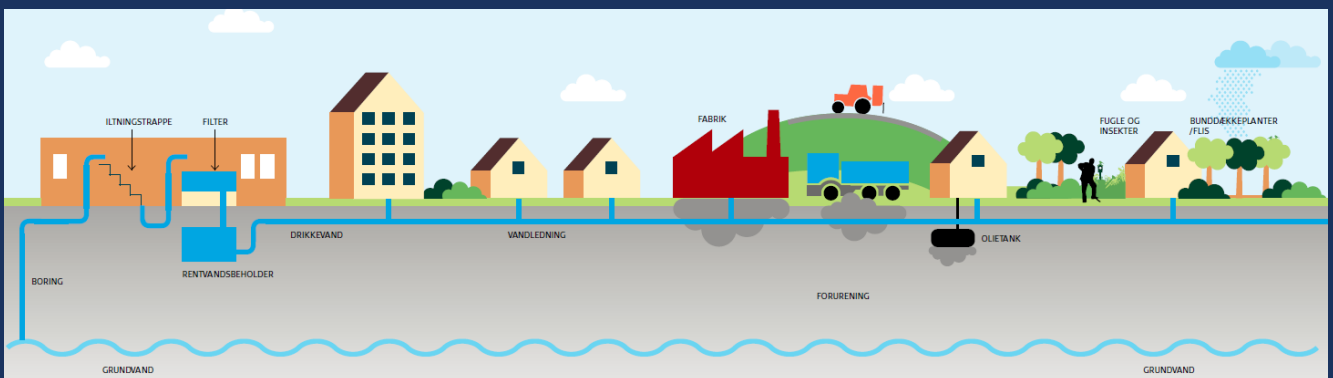 ILTNINGSTRAPPE
FILTER
FABRIK
FUGLE OG
INSEKTER
BUNDDÆKKEPLANTER
/FLIS
DRIKKEVAND
VANDLEDNING
OLIETANK
RENTVANDSBEHOLDER
BORING
FORURENING
GRUNDVAND
GRUNDVAND